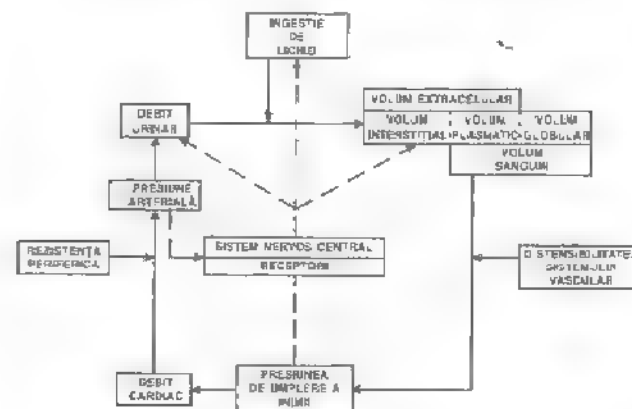 INGESTIE
DE
LICHID
VOLUM EXTRACELULAR
VOLUM
INTERSTIȚIAL
VOLUM
PLASMATIC
VOLUM
GLOBULAR
VOLUM
SANGUIN
DEBIT
URINAR
PRESIUNE
ARTERIALĂ
REZISTENȚA
PERIFERICĂ
SISTEM NERVOS CENTRAL
RECEPTORI
DISTENSIBILITATEA
SISTEMULUI
VASCULAR
DEBIT
CARDIAC
PRESIUNEA
DE UMPLERE A
INIMII